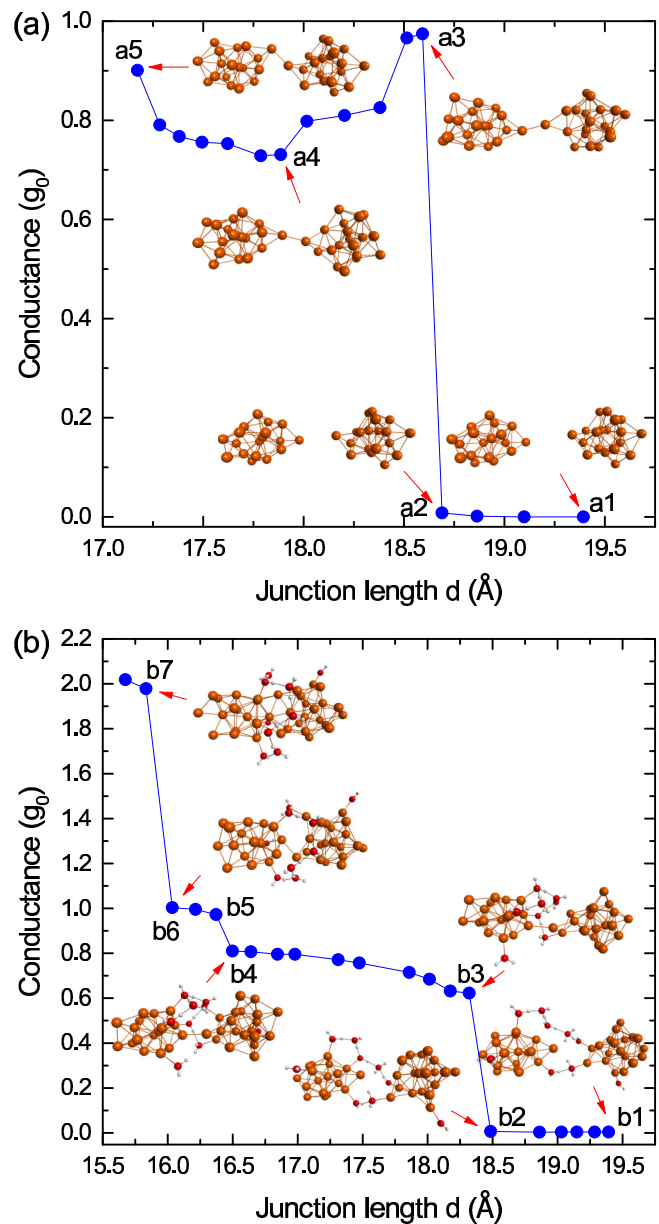 (a)
1.0
0.8
0.6
0.4
0.2
0.0
Conductance (g0)
a5
a3
a4
a2
a1
17.0 17.5 18.0 18.5 19.0 19.5
Junction length d (Å)
(b)
2.2
2.0
1.8
1.6
1.4
1.2
1.0
0.8
0.6
0.4
0.2
0.0
Conductance (g0)
b7
b5
b6
b4
b3
b2
b1
15.5 16.0 16.5 17.0 17.5 18.0 18.5 19.0 19.5
Junction length d (Å)